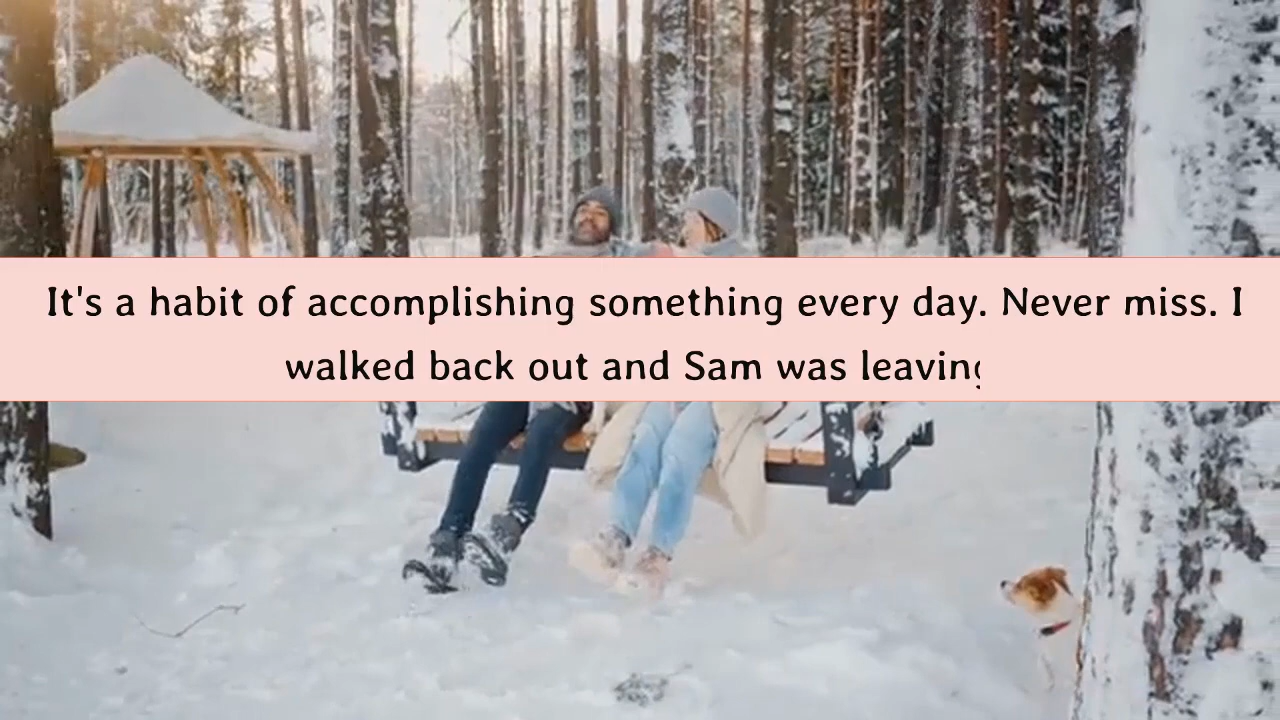 It's a habit of accomplishing something every day. Never miss. I
walked back out and Sam was leaving